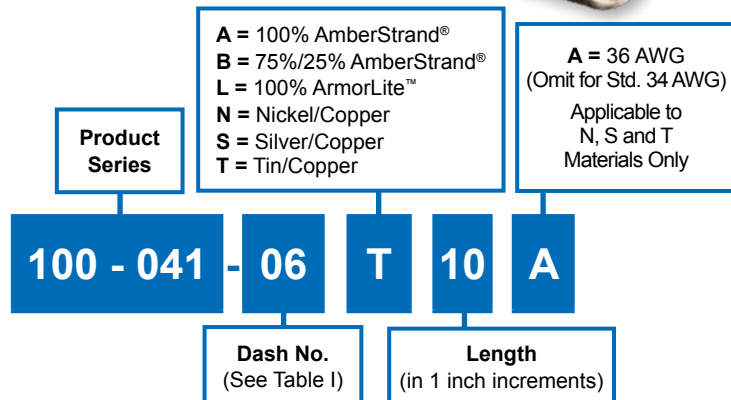 A = 100% AmberStrand®
B = 75%/25% AmberStrand®
L = 100% ArmorLite™
N = Nickel/Copper
S = Silver/Copper
T = Tin/Copper
A = 36 AWG
(Omit for Std. 34 AWG)
Applicable to
N, S and T
Materials Only
Product
Series
100 - 041 - 06 T 10 A
Dash No.
(See Table I)
Length
(in 1 inch increments)